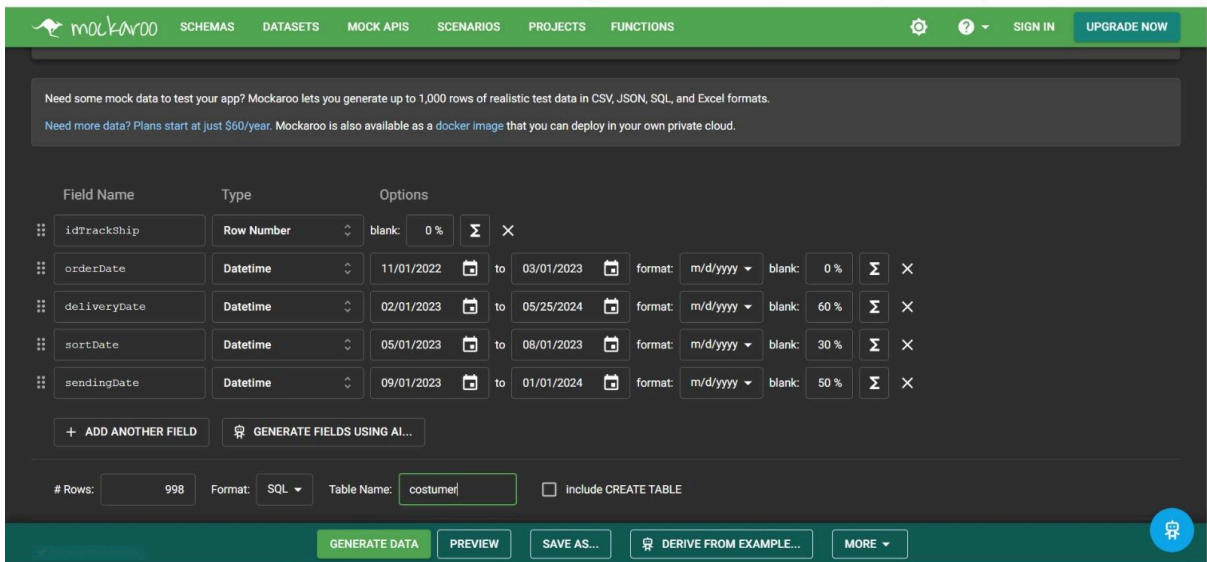 mockaroo SCHEMAS DATASETS MOCK APIS SCENARIOS PROJECTS FUNCTIONS ? SIGN IN UPGRADE NOW
Need some mock data to test your app? Mockaroo lets you generate up to 1,000 rows of realistic test data in CSV, JSON, SQL, and Excel formats.
Need more data? Plans start at just $60/year. Mockaroo is also available as a docker image that you can deploy in your own private cloud.
Field Name Type Options
idTrackShip Row Number blank: 0 % Σ ×
orderDate Datetime 11/01/2022 to 03/01/2023 format: m/d/yyyy blank: 0 % Σ ×
deliveryDate Datetime 02/01/2023 to 05/25/2024 format: m/d/yyyy blank: 60 % Σ ×
sortDate Datetime 05/01/2023 to 08/01/2023 format: m/d/yyyy blank: 30 % Σ ×
sendingDate Datetime 09/01/2023 to 01/01/2024 format: m/d/yyyy blank: 50 % Σ ×
+ ADD ANOTHER FIELD GENERATE FIELDS USING AI...
# Rows: 998 Format: SQL Table Name: costumer include CREATE TABLE
GENERATE DATA PREVIEW SAVE AS... DERIVE FROM EXAMPLE... MORE